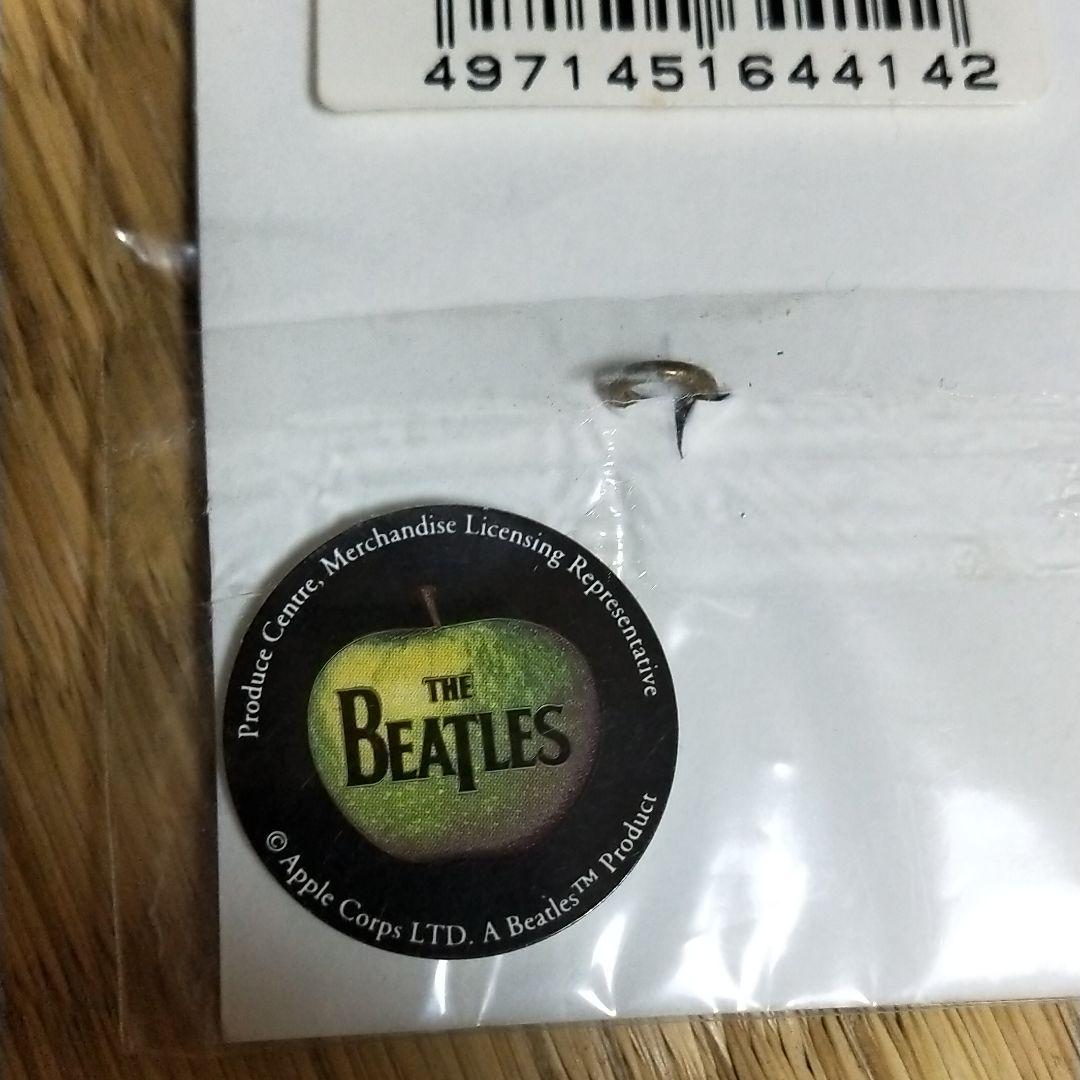 4971451644142
Produce Centre, Merchandise Licensing Representative
THE
BEATLES
© Apple Corps LTD. A Beatles™ Product